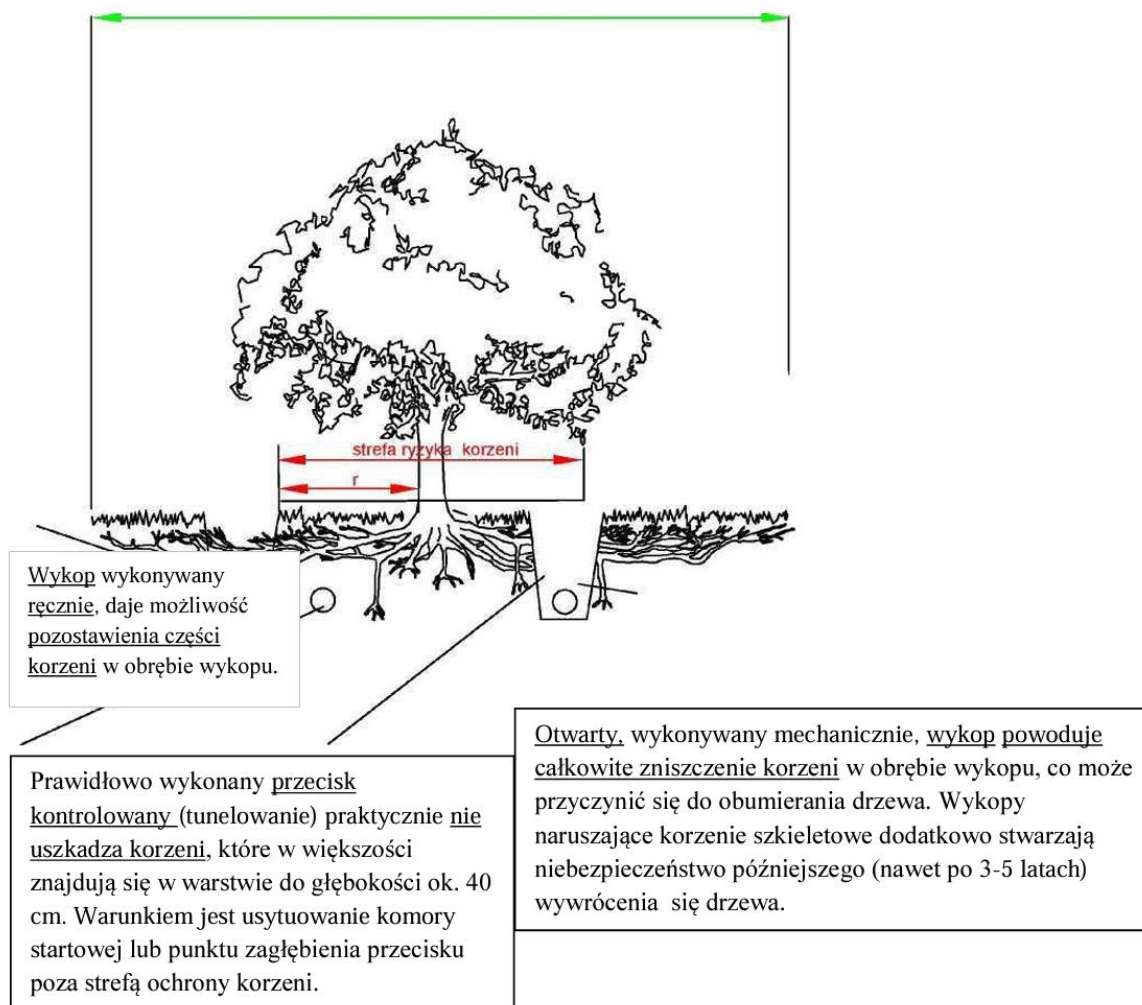 strefa ryzyka korzeni
r
Wykop wykonywany
ręcznie, daje możliwość
pozostawienia części
korzeni w obrębie wykopu.
Prawidłowo wykonany przecisk
kontrolowany (tunelowanie) praktycznie nie
uszkadza korzeni, które w większości
znajdują się w warstwie do głębokości ok. 40
cm. Warunkiem jest usytuowanie komory
startowej lub punktu zagłębienia przecisku
poza strefą ochrony korzeni.
Otwarty, wykonywany mechanicznie, wykop powoduje
całkowite zniszczenie korzeni w obrębie wykopu, co może
przyczynić się do obumierania drzewa. Wykopy
naruszające korzenie szkieletowe dodatkowo stwarzają
niebezpieczeństwo późniejszego (nawet po 3-5 latach)
wywrócenia się drzewa.